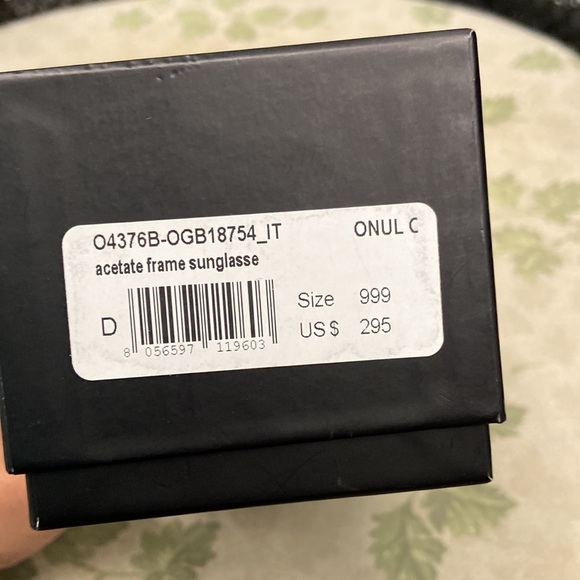 O4376B-OGB18754_IT ONUL C
acetate frame sunglasse
Size 999
D
US $ 295
8 056597 119603